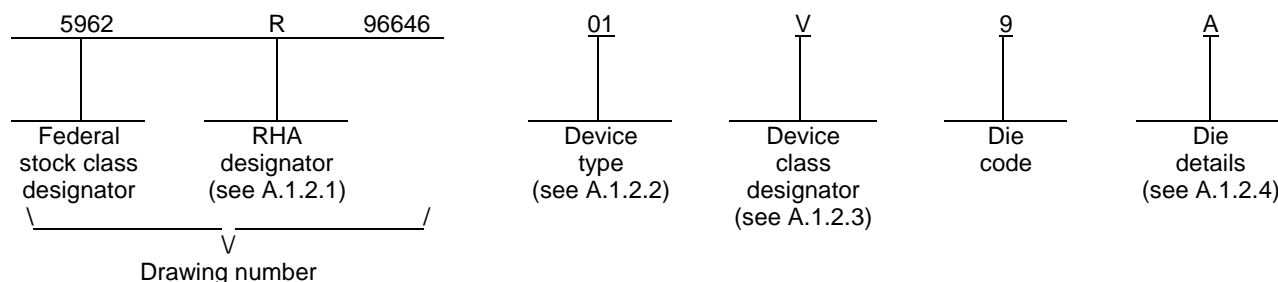 5962 R 96646 01 V 9 A
Federal stock class designator
RHA designator (see A.1.2.1)
Device type (see A.1.2.2)
Device class designator (see A.1.2.3)
Die code
Die details (see A.1.2.4)
Drawing number